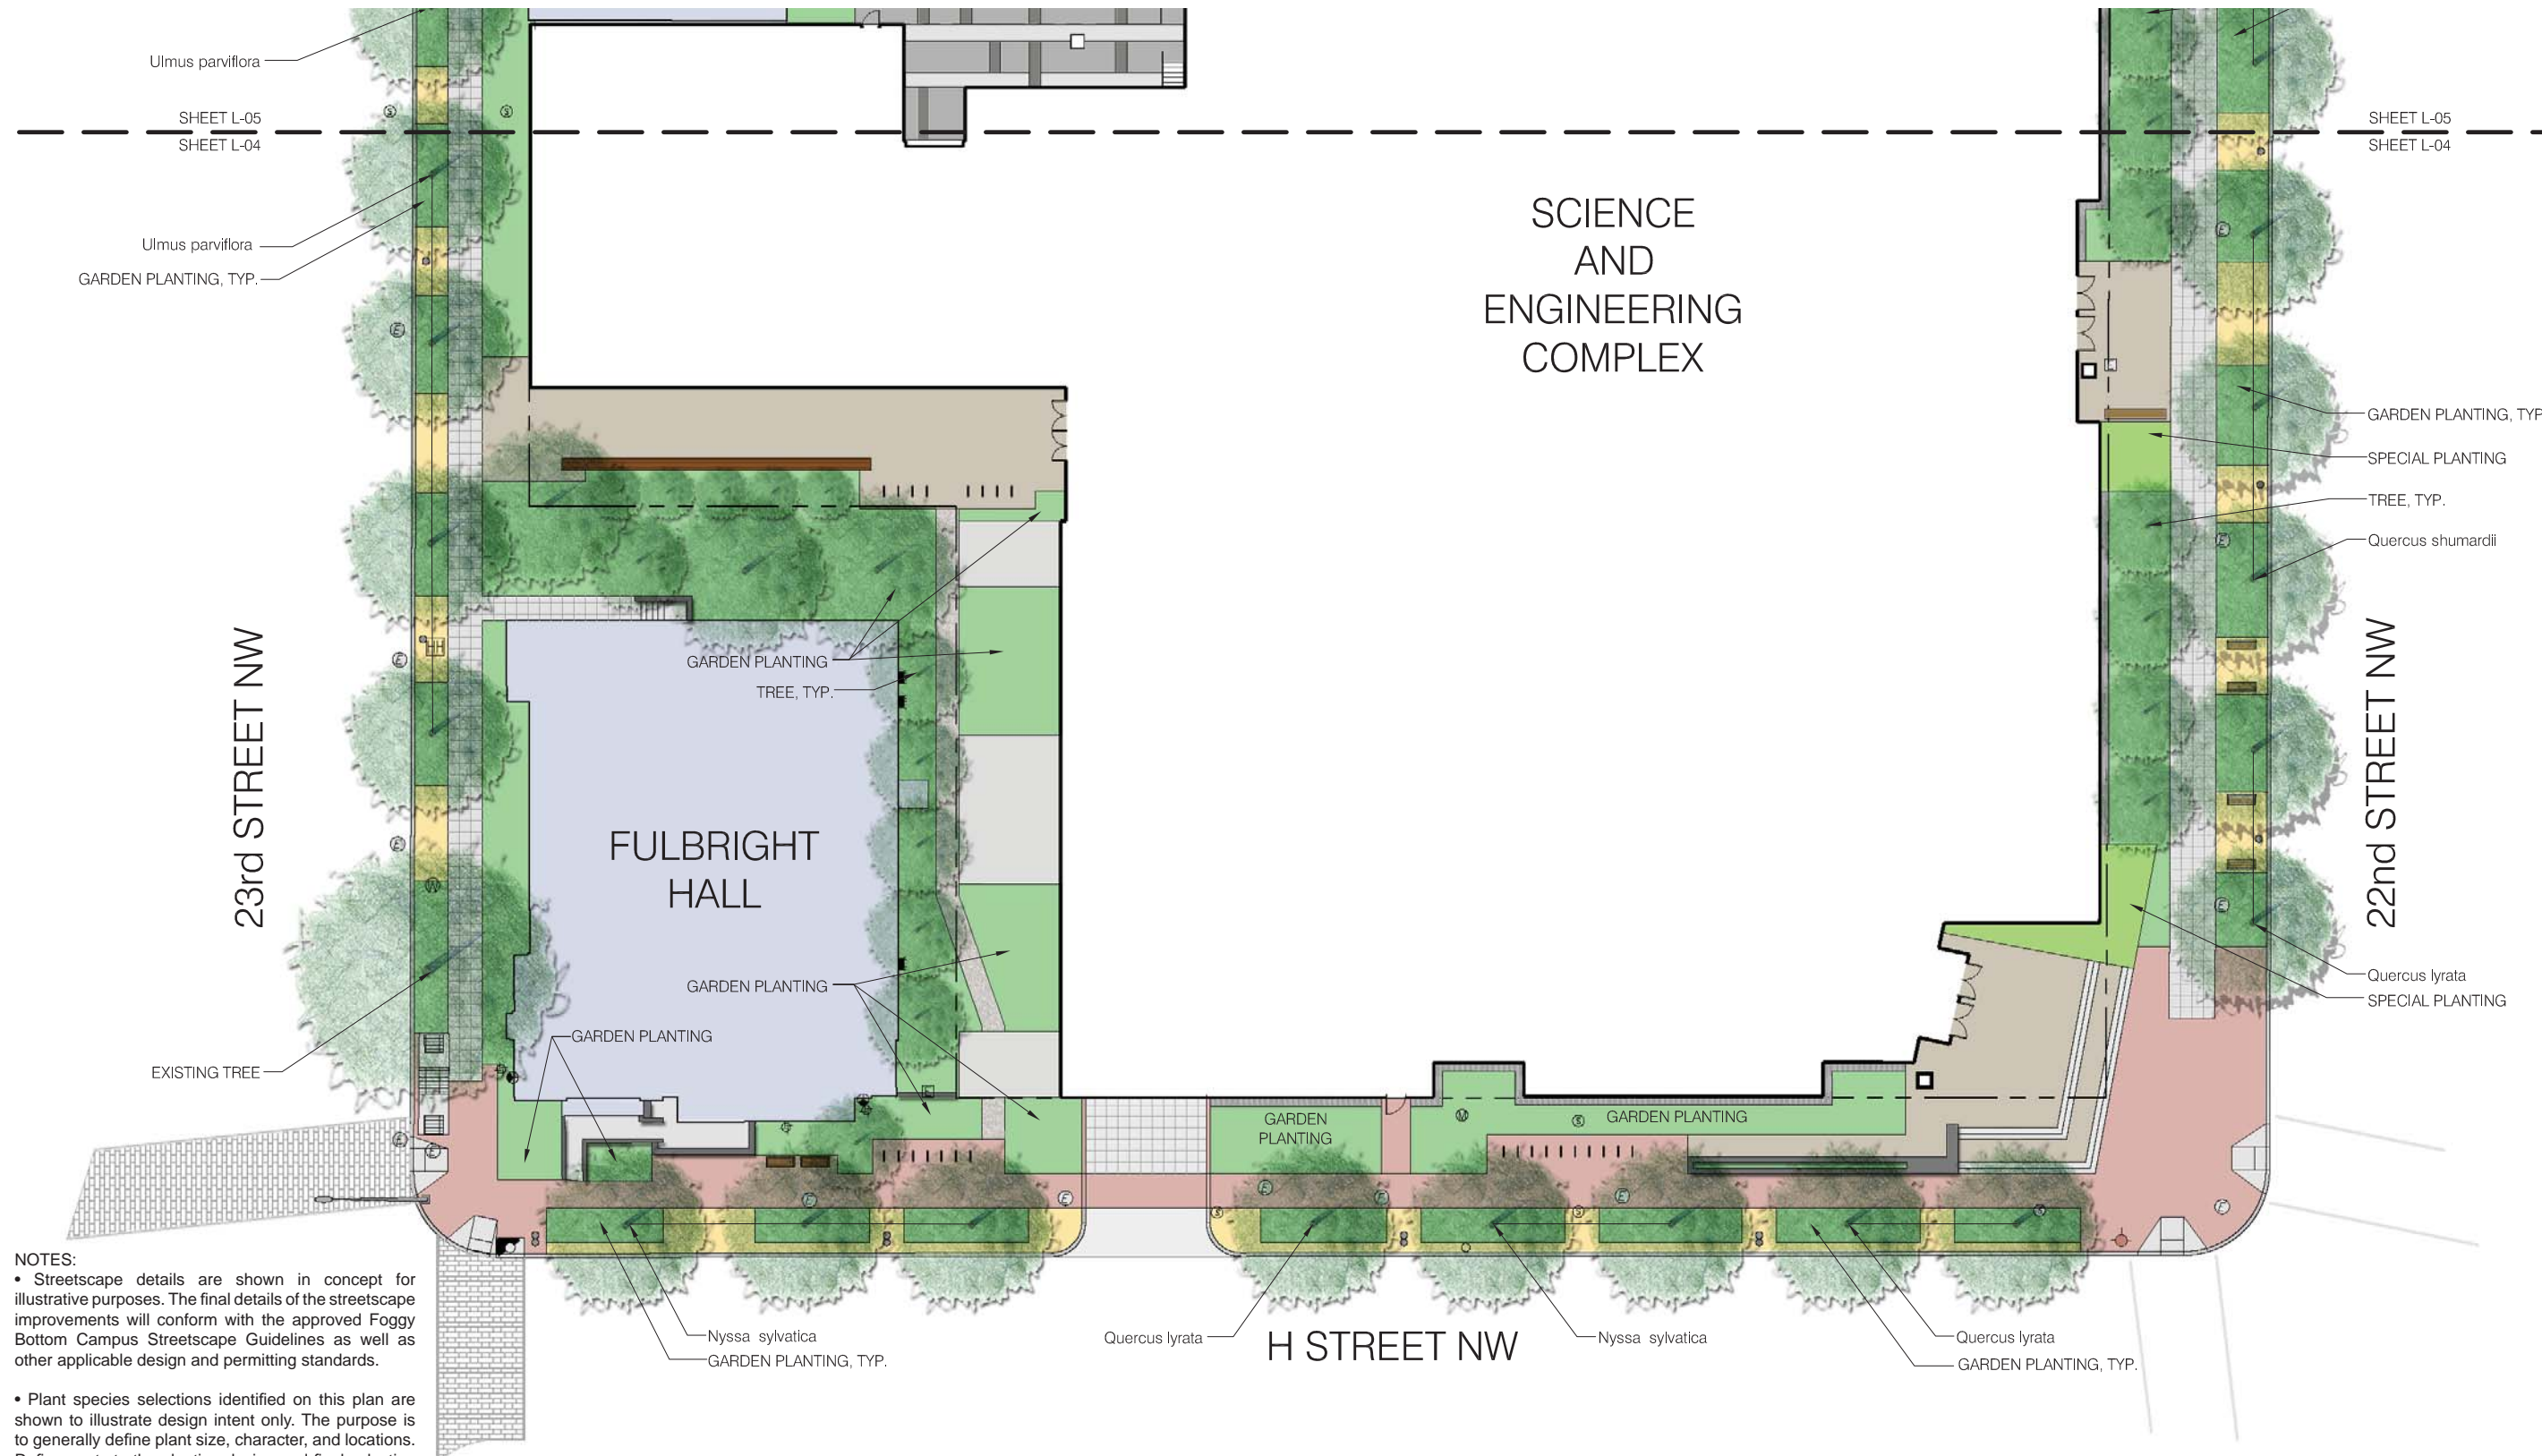 Ulmus parviflora
SHEET L-05
SHEET L-04
SHEET L-05
SHEET L-04
Ulmus parviflora
GARDEN PLANTING, TYP.
SCIENCE
AND
ENGINEERING
COMPLEX
GARDEN PLANTING, TYP
SPECIAL PLANTING
TREE, TYP.
Quercus shumardii
23rd STREET NW
GARDEN PLANTING
TREE, TYP.
22nd STREET NW
FULBRIGHT
HALL
GARDEN PLANTING
Quercus lyrata
SPECIAL PLANTING
GARDEN PLANTING
EXISTING TREE
GARDEN
PLANTING
GARDEN PLANTING
NOTES:
• Streetscape details are shown in concept for
illustrative purposes. The final details of the streetscape
improvements will conform with the approved Foggy
Bottom Campus Streetscape Guidelines as well as
other applicable design and permitting standards.
• Plant species selections identified on this plan are
shown to illustrate design intent only. The purpose is
to generally define plant size, character, and locations.
Nyssa sylvatica
GARDEN PLANTING, TYP.
Quercus lyrata
H STREET NW
Nyssa sylvatica
Quercus lyrata
GARDEN PLANTING, TYP.